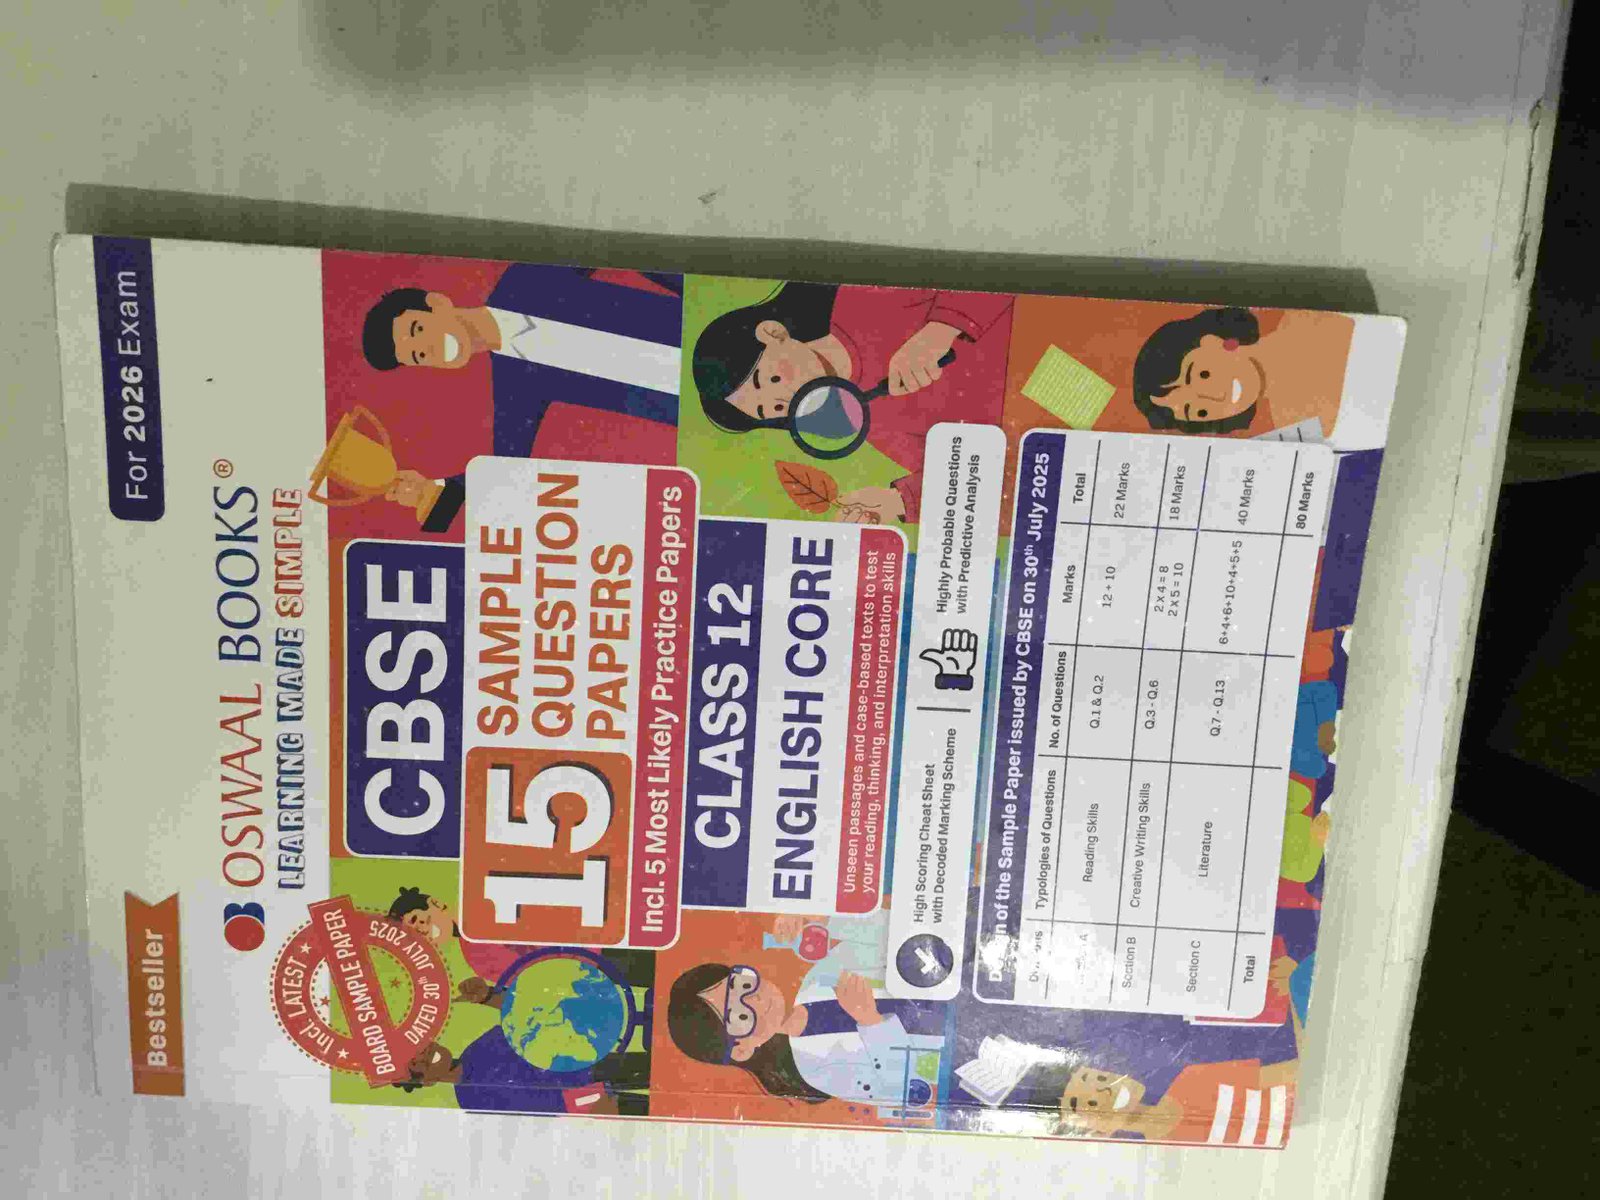 For 2026 Exam
Bestseller
OSWAAL BOOKS®
LEARNING MADE SIMPLE
Incl. LATEST
BOARD SAMPLE PAPER
DATED 30th JULY 2025
CBSE
15 SAMPLE
QUESTION
PAPERS
Incl. 5 Most Likely Practice Papers
CLASS 12
ENGLISH CORE
Unseen passages and case-based texts to test
your reading, thinking, and interpretation skills
High Scoring Cheat Sheet
with Decoded Marking Scheme
Highly Probable Questions
with Predictive Analysis
of the Sample Paper issued by CBSE on 30th July 2025
Typologies of Questions No. of Questions Marks Total
A Reading Skills Q.1 & Q.2 12 + 10 22 Marks
Section B Creative Writing Skills Q.3 - Q.6 2 X 4 = 8
2 X 5 = 10 18 Marks
Section C Literature Q.7 - Q.13 6+4+6+10+4+5+5 40 Marks
Total 80 Marks